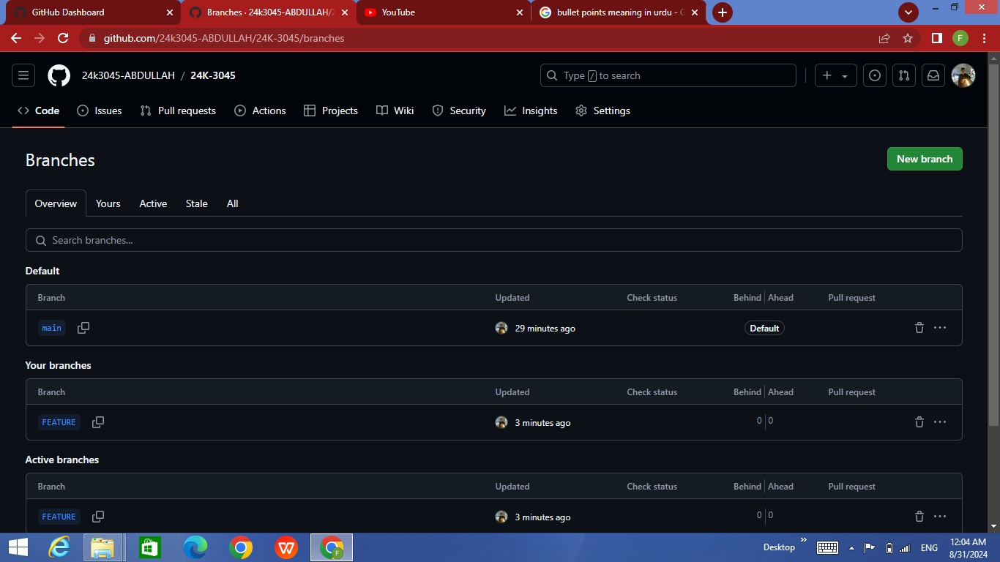 GitHub Dashboard
Branches · 24k3045-ABDULLAH/2
YouTube
bullet points meaning in urdu - G
github.com/24k3045-ABDULLAH/24K-3045/branches
F
24k3045-ABDULLAH / 24K-3045
Type / to search
Code Issues Pull requests Actions Projects Wiki Security Insights Settings
Branches
New branch
Overview Yours Active Stale All
Search branches...
Default
Branch Updated Check status Behind Ahead Pull request
main 29 minutes ago Default
Your branches
Branch Updated Check status Behind Ahead Pull request
FEATURE 3 minutes ago 0 0
Active branches
Branch Updated Check status Behind Ahead Pull request
FEATURE 3 minutes ago 0 0
Desktop » ENG 12:04 AM
8/31/2024